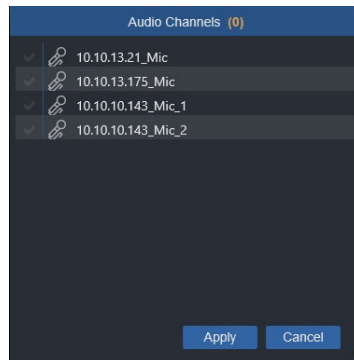 Audio Channels (0)
10.10.13.21_Mic
10.10.13.175_Mic
10.10.10.143_Mic_1
10.10.10.143_Mic_2
Apply Cancel